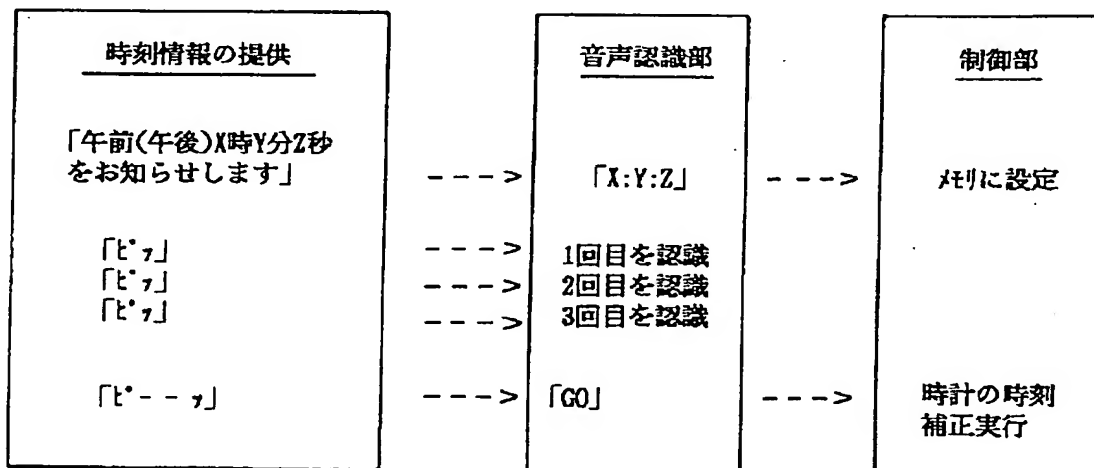 時刻情報の提供
音声認識部
制御部
「午前(午後)X時Y分Z秒
をお知らせします」
--->
「X:Y:Z」
--->
ﾒﾓﾘに設定
「ﾋﾟｯ」
--->
1回目を認識
「ﾋﾟｯ」
--->
2回目を認識
「ﾋﾟｯ」
--->
3回目を認識
「ﾋﾟ--ｯ」
--->
「GO」
--->
時計の時刻
補正実行